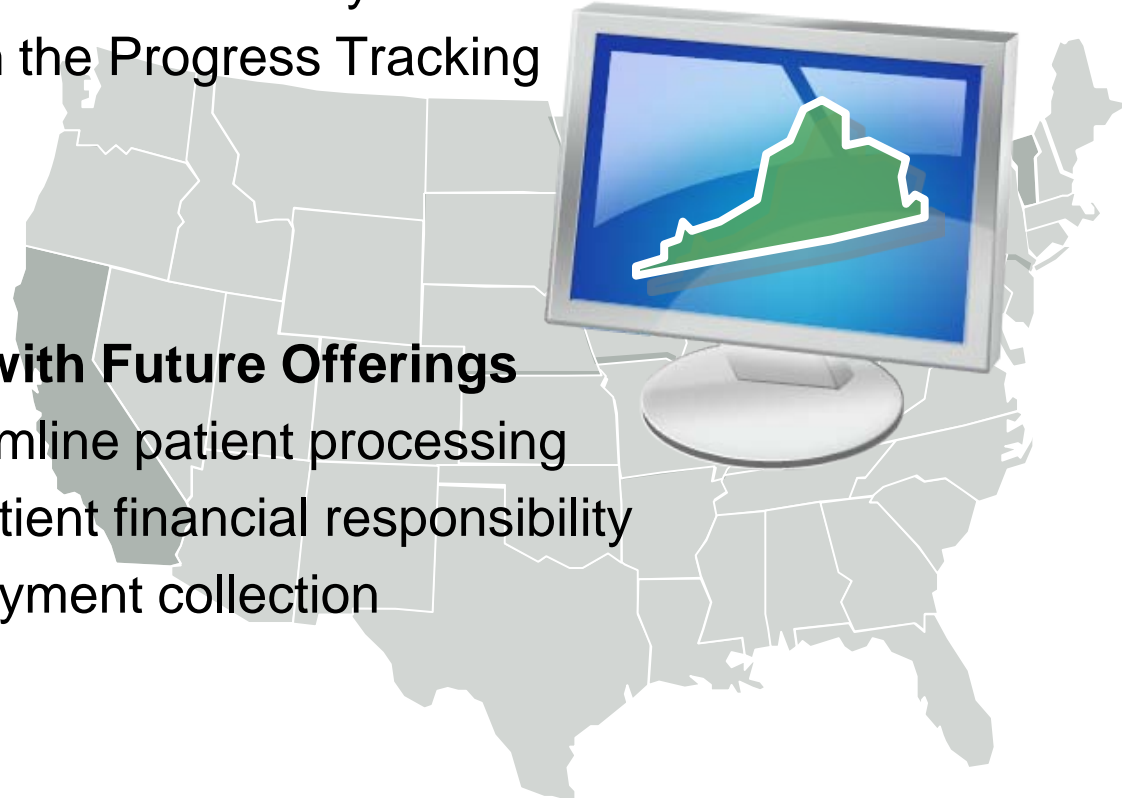 the Progress Tracking
with Future Offerings
mline patient processing
tient financial responsibility
yment collection